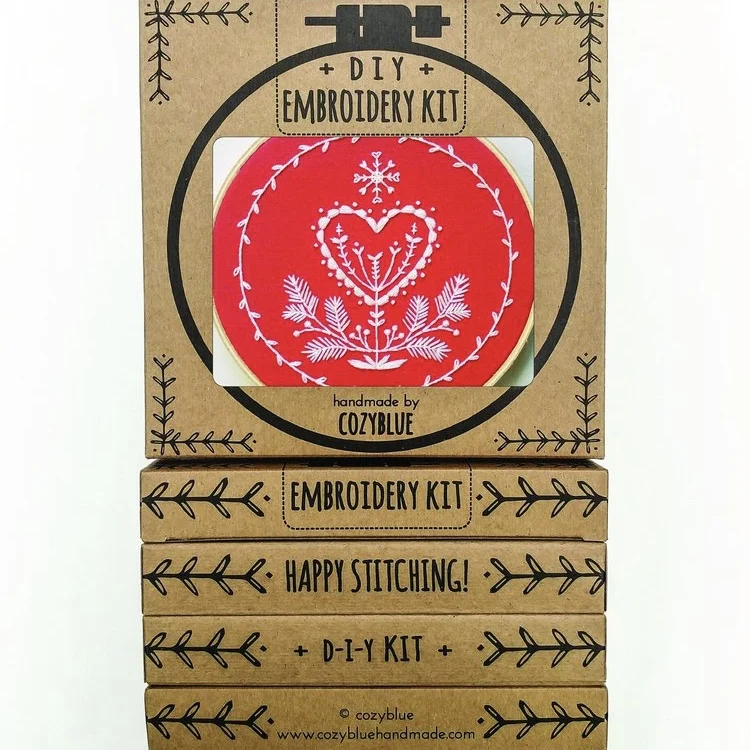 + DIY +
EMBROIDERY KIT
handmade by
COZYBLUE
EMBROIDERY KIT
HAPPY STITCHING!
+ D-I-Y KIT +
© cozyblue
www.cozybluehandmade.com